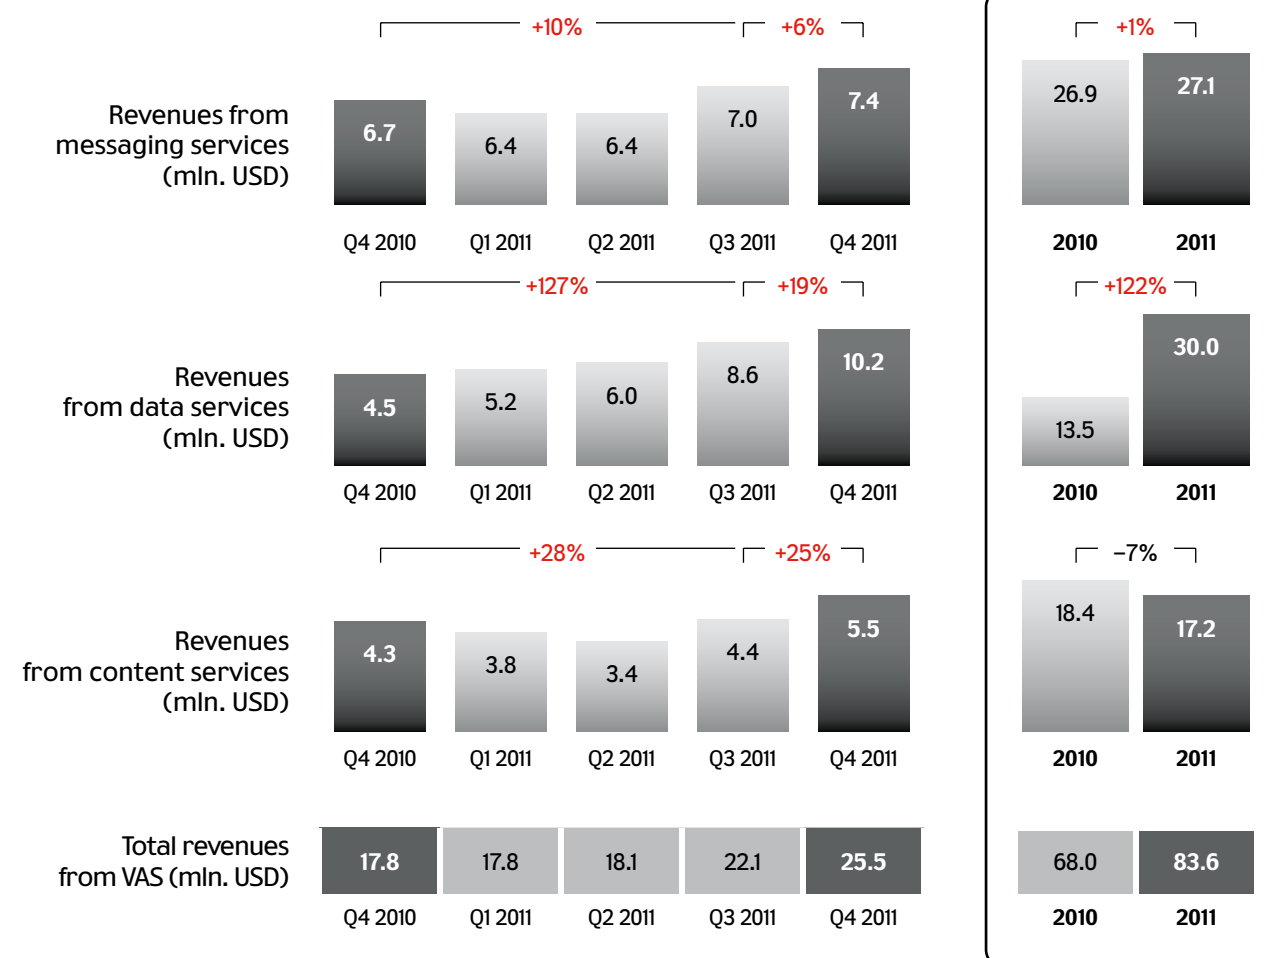 +10% +6% +1%
Revenues from
messaging services
(mln. USD)
6.7 6.4 6.4 7.0 7.4 26.9 27.1
Q4 2010 Q1 2011 Q2 2011 Q3 2011 Q4 2011 2010 2011
+127% +19% +122%
Revenues
from data services
(mln. USD)
4.5 5.2 6.0 8.6 10.2 13.5 30.0
Q4 2010 Q1 2011 Q2 2011 Q3 2011 Q4 2011 2010 2011
+28% +25% –7%
Revenues
from content services
(mln. USD)
4.3 3.8 3.4 4.4 5.5 18.4 17.2
Q4 2010 Q1 2011 Q2 2011 Q3 2011 Q4 2011 2010 2011
Total revenues
from VAS (mln. USD)
17.8 17.8 18.1 22.1 25.5 68.0 83.6
Q4 2010 Q1 2011 Q2 2011 Q3 2011 Q4 2011 2010 2011